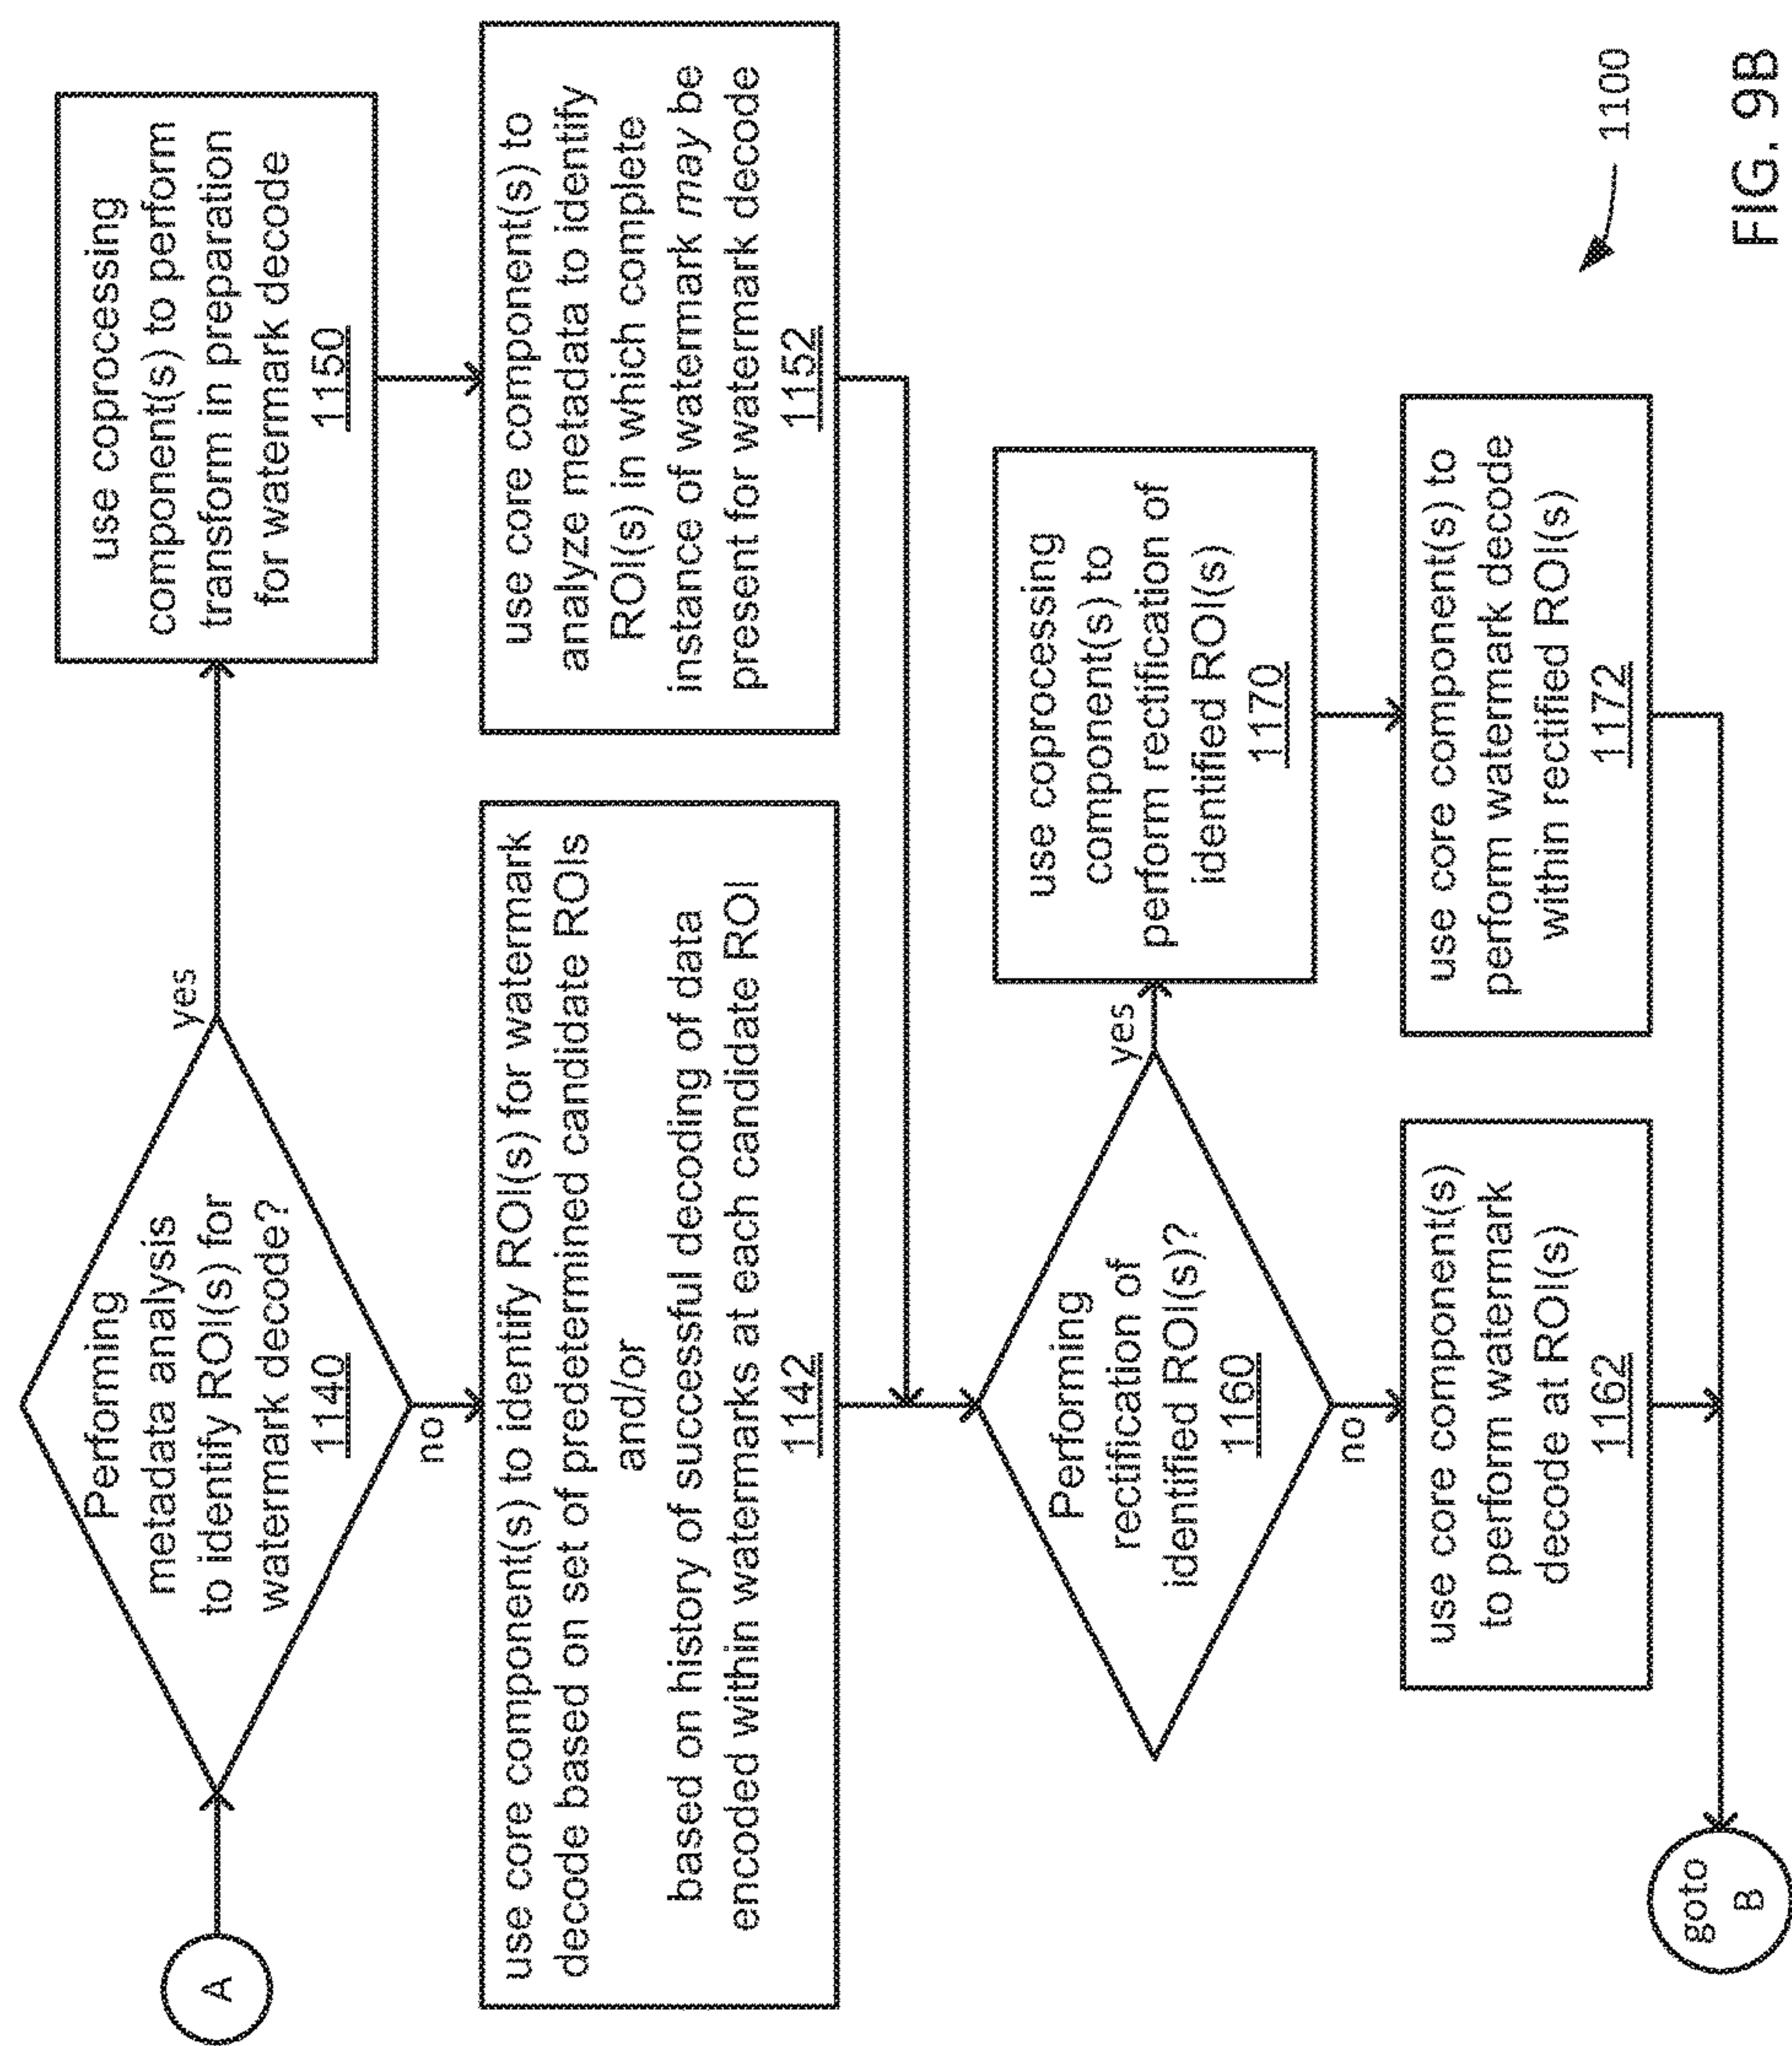 A
Performing
metadata analysis
to identify ROI(s) for
watermark decode?
1140
yes
no
use coprocessing
component(s) to perform
transform in preparation
for watermark decode
1150
use core component(s) to identify ROI(s) for watermark
decode based on set of predetermined candidate ROIs
and/or
based on history of successful decoding of data
encoded within watermarks at each candidate ROI
1142
use core component(s) to
analyze metadata to identify
ROI(s) in which complete
instance of watermark may be
present for watermark decode
1152
Performing
rectification of
identified ROI(s)?
1160
yes
no
use coprocessing
component(s) to
perform rectification of
identified ROI(s)
1170
use core component(s)
to perform watermark
decode at ROI(s)
1162
use core component(s) to
perform watermark decode
within rectified ROI(s)
1172
goto
B
1100
FIG. 9B